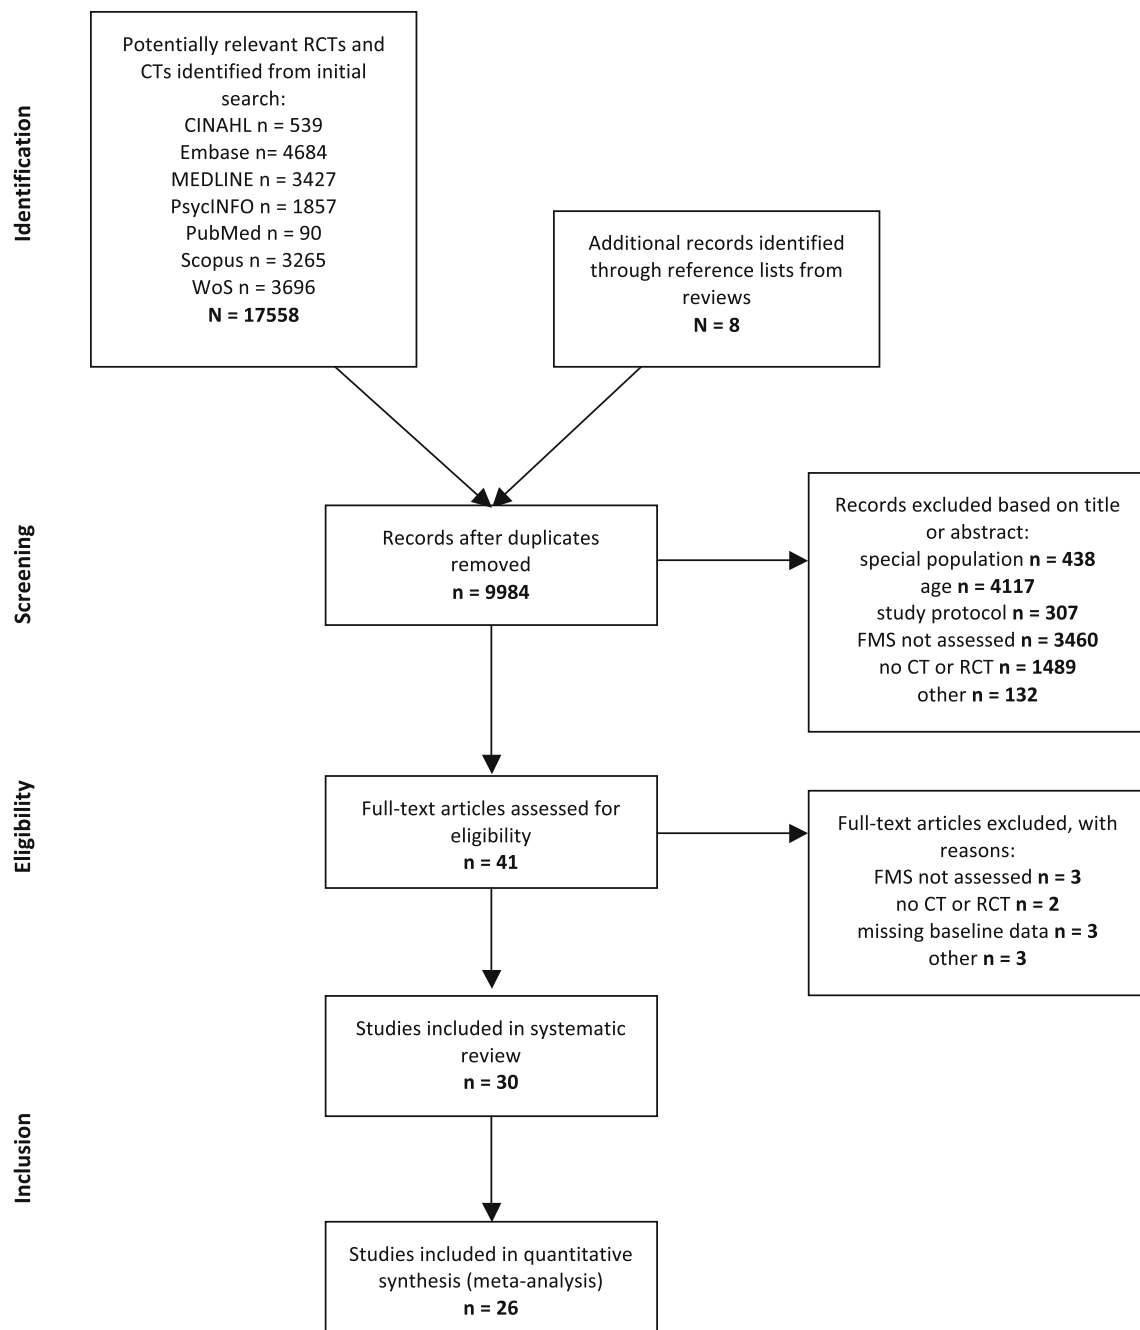 Identification
Potentially relevant RCTs and
CTs identified from initial
search:
CINAHL n = 539
Embase n= 4684
MEDLINE n = 3427
PsycINFO n = 1857
PubMed n = 90
Scopus n = 3265
WoS n = 3696
N = 17558
Additional records identified
through reference lists from
reviews
N = 8
Screening
Records after duplicates
removed
n = 9984
Records excluded based on title
or abstract:
special population n = 438
age n = 4117
study protocol n = 307
FMS not assessed n = 3460
no CT or RCT n = 1489
other n = 132
Eligibility
Full-text articles assessed for
eligibility
n = 41
Full-text articles excluded, with
reasons:
FMS not assessed n = 3
no CT or RCT n = 2
missing baseline data n = 3
other n = 3
Inclusion
Studies included in systematic
review
n = 30
Studies included in quantitative
synthesis (meta-analysis)
n = 26